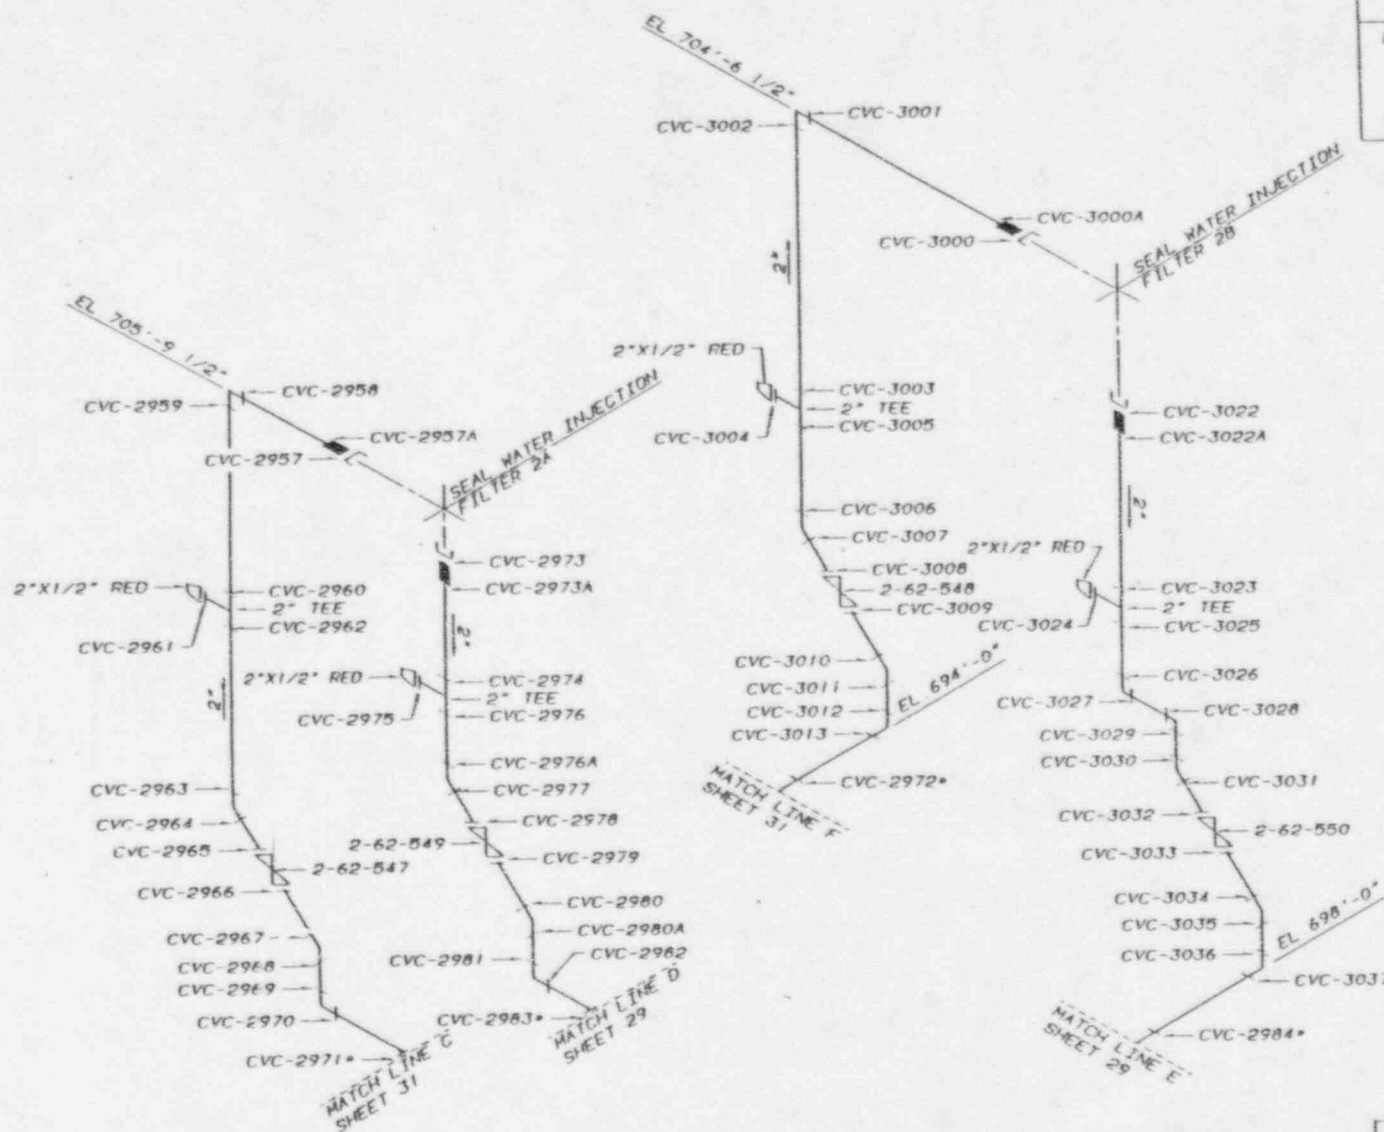 EL 704'-6 1/2"
CVC-3002
CVC-3001
2"
CVC-3000A
CVC-3000
SEAL WATER INJECTION
FILTER 2B
2"X1/2" RED
CVC-3003
2" TEE
CVC-3004
CVC-3005
CVC-3006
CVC-3007
CVC-3008
2-62-548
CVC-3009
CVC-3010
CVC-3011
CVC-3012
CVC-3013
EL 694'-0"
CVC-2972*
MATCH LINE F
SHEET 31
CVC-3022
CVC-3022A
2"
2"X1/2" RED
CVC-3023
2" TEE
CVC-3024
CVC-3025
CVC-3026
CVC-3027
CVC-3028
CVC-3029
CVC-3030
CVC-3031
CVC-3032
2-62-550
CVC-3033
CVC-3034
CVC-3035
CVC-3036
EL 698'-0"
CVC-3037
CVC-2984*
MATCH LINE E
SHEET 29
EL 705'-9 1/2"
CVC-2959
CVC-2958
CVC-2957A
CVC-2957
SEAL WATER INJECTION
FILTER 2A
2"X1/2" RED
CVC-2960
2" TEE
CVC-2961
CVC-2962
2"
CVC-2963
CVC-2964
CVC-2965
2-62-547
CVC-2966
CVC-2967
CVC-2968
CVC-2969
CVC-2970
CVC-2971*
MATCH LINE C
SHEET 31
CVC-2973
CVC-2973A
2"
2"X1/2" RED
CVC-2974
2" TEE
CVC-2975
CVC-2976
CVC-2976A
CVC-2977
CVC-2978
2-62-549
CVC-2979
CVC-2980
CVC-2980A
CVC-2981
CVC-2982
CVC-2983*
MATCH LINE D
SHEET 29